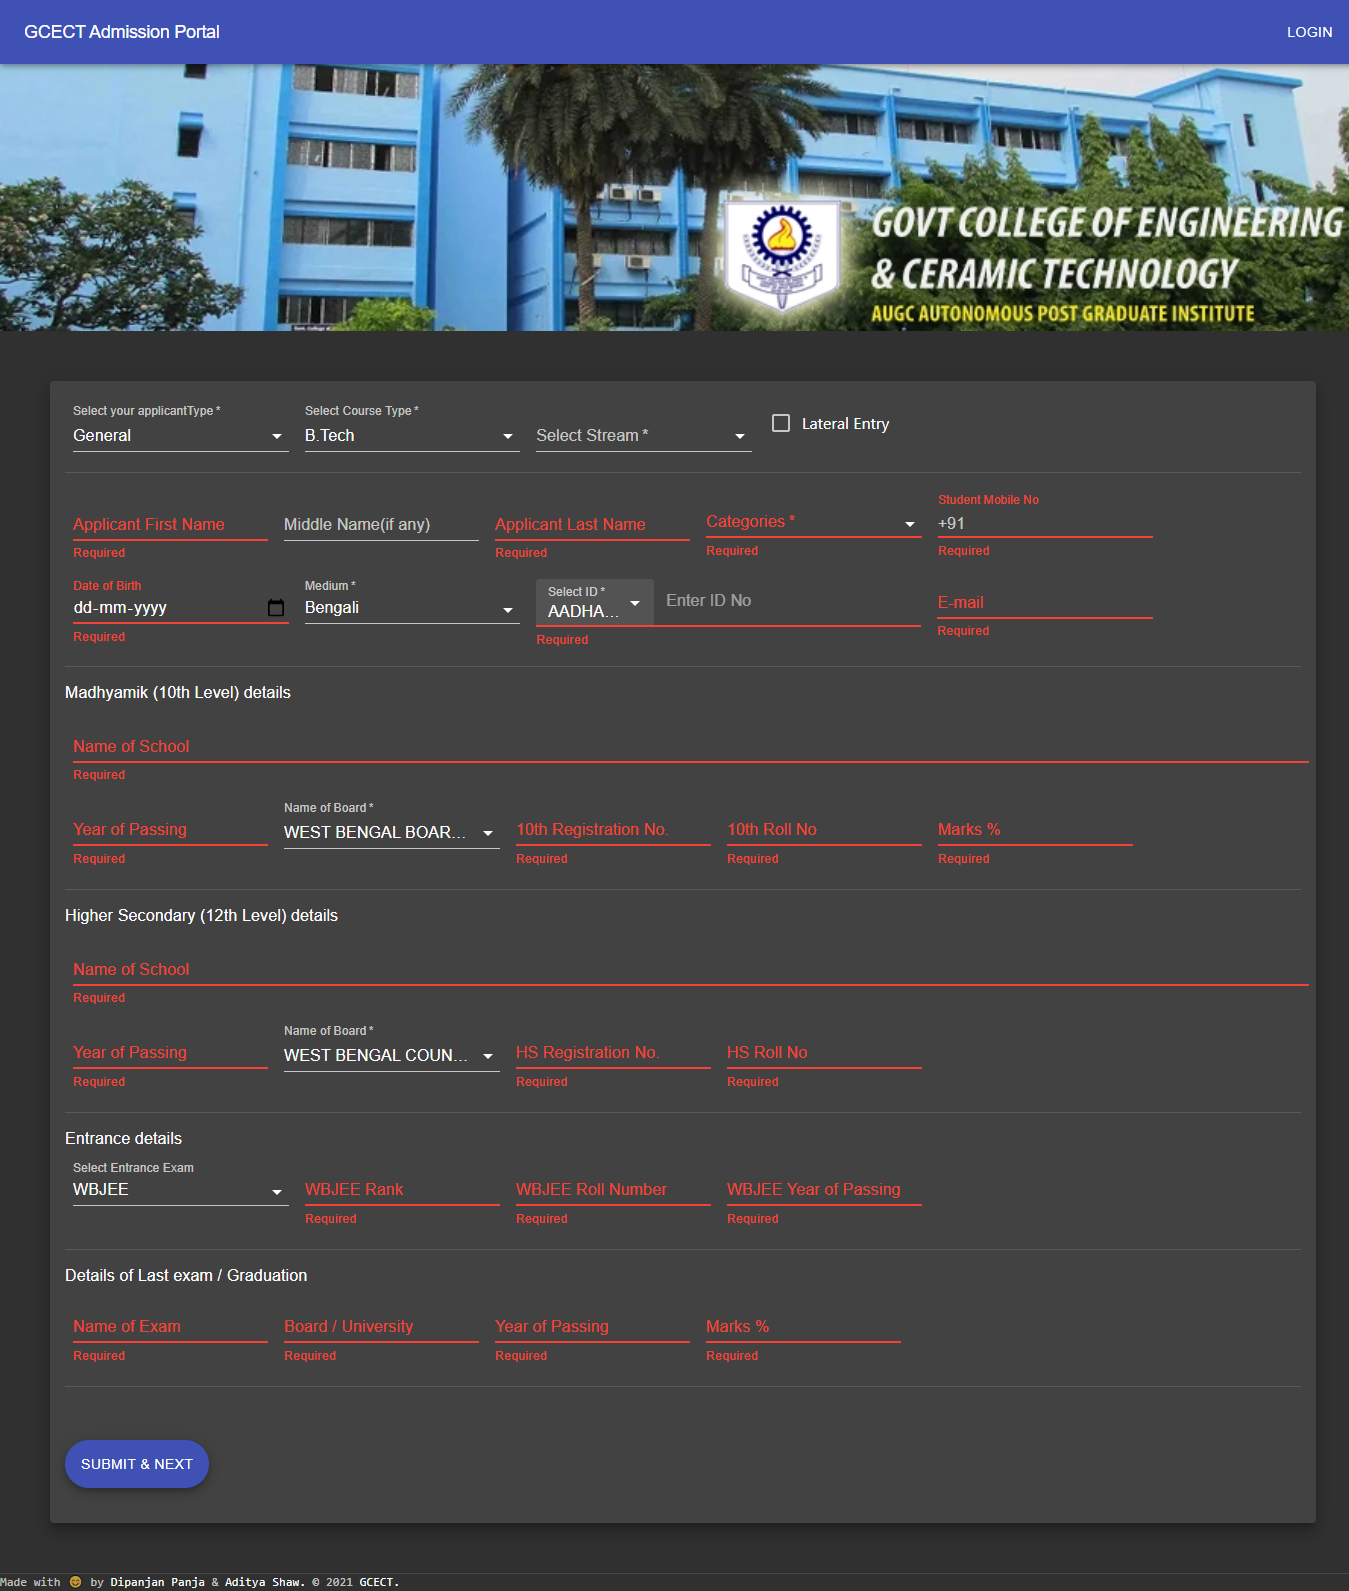 GCECT Admission Portal
LOGIN
GOVT COLLEGE OF ENGINEERING
& CERAMIC TECHNOLOGY
AUGC AUTONOMOUS POST GRADUATE INSTITUTE
Select your applicantType *
Select Course Type *
General
B.Tech
Select Stream *
Lateral Entry
Student Mobile No
Applicant First Name
Middle Name(if any)
Applicant Last Name
Categories *
+91
Required
Required
Required
Required
Date of Birth
Medium *
Select ID *
dd-mm-yyyy
Bengali
AADHA...
Enter ID No
E-mail
Required
Required
Required
Madhyamik (10th Level) details
Name of School
Required
Name of Board *
Year of Passing
WEST BENGAL BOAR...
10th Registration No.
10th Roll No
Marks %
Required
Required
Required
Required
Higher Secondary (12th Level) details
Name of School
Required
Name of Board *
Year of Passing
WEST BENGAL COUN...
HS Registration No.
HS Roll No
Required
Required
Required
Entrance details
Select Entrance Exam
WBJEE
WBJEE Rank
WBJEE Roll Number
WBJEE Year of Passing
Required
Required
Required
Details of Last exam / Graduation
Name of Exam
Board / University
Year of Passing
Marks %
Required
Required
Required
Required
SUBMIT & NEXT
Made with 😊 by Dipanjan Panja & Aditya Shaw. © 2021 GCECT.